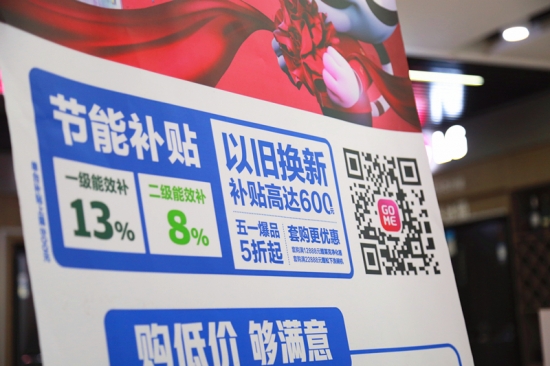 节能补贴
一级能效补
13%
二级能效补
8%
以旧换新
补贴高达600元
五一爆品
5折起
套购更优惠
GO
ME
购低价 够满意